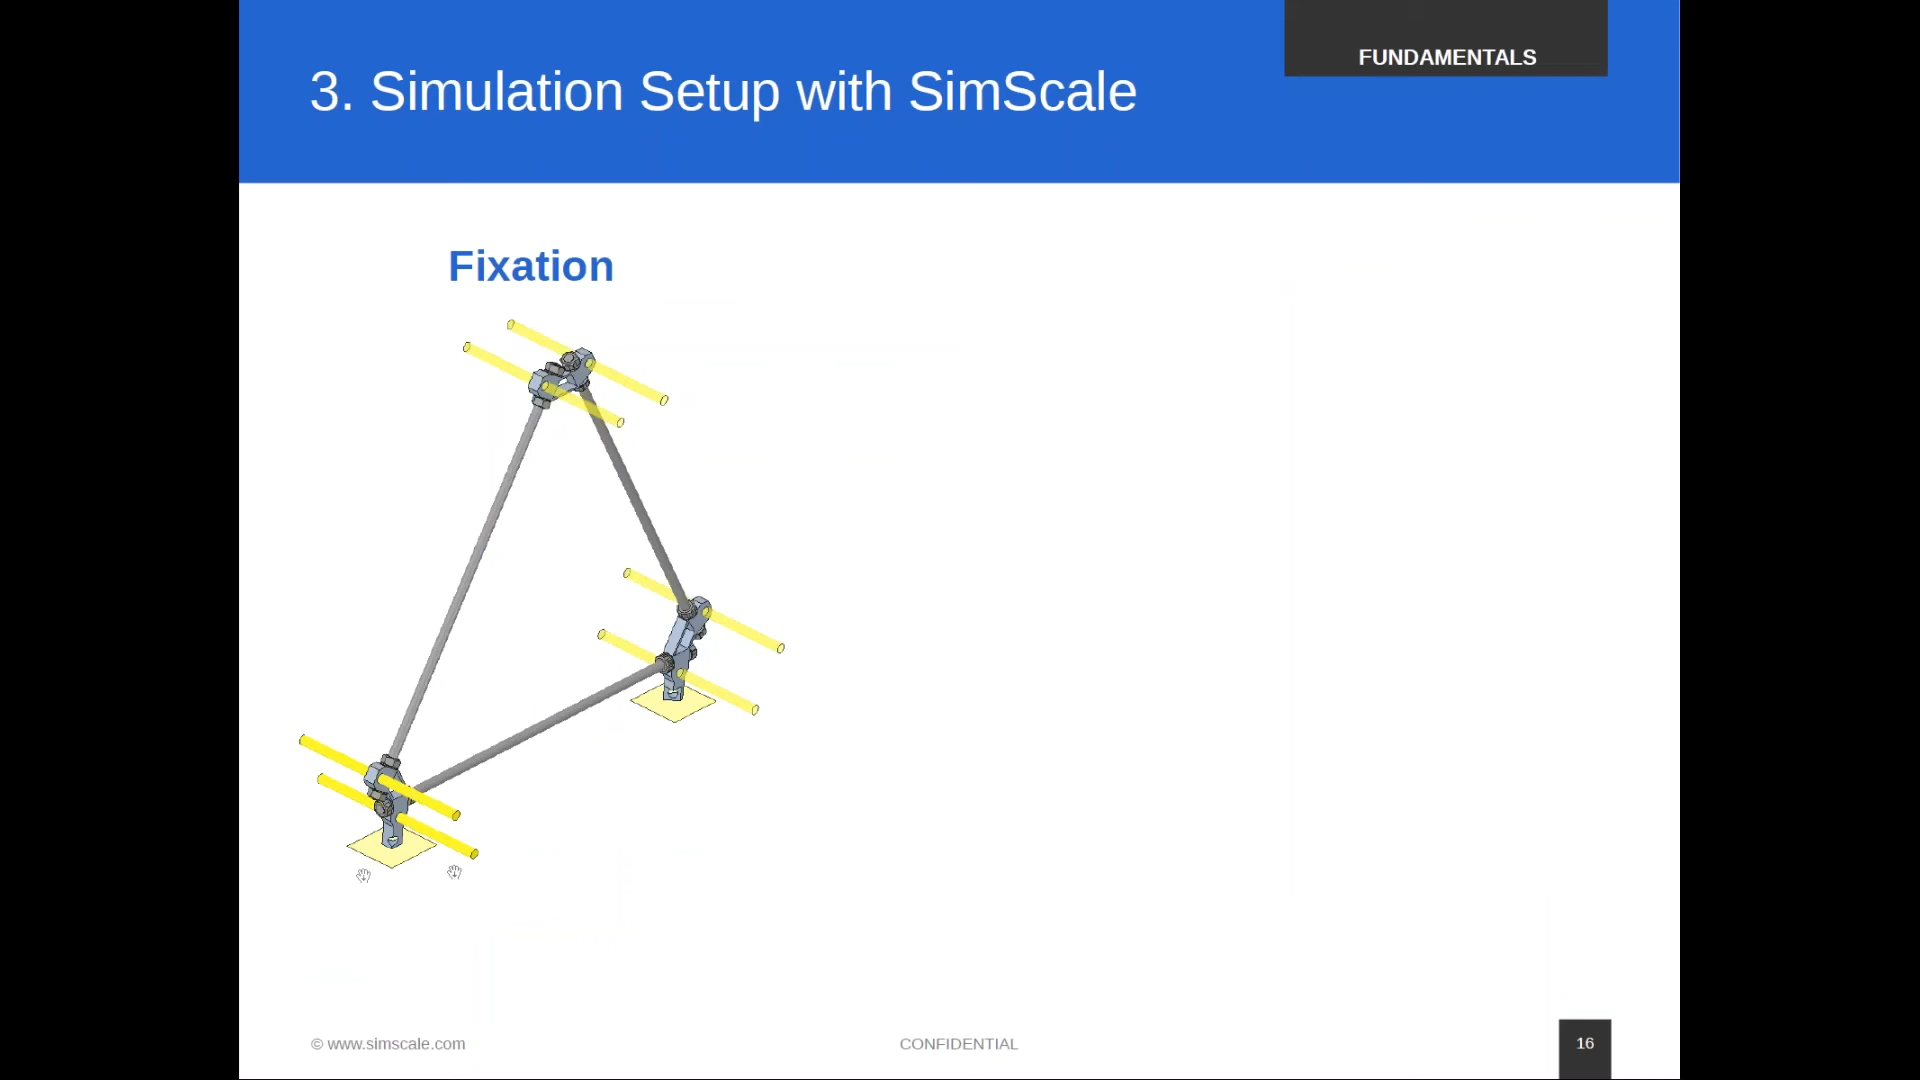 FUNDAMENTALS
3. Simulation Setup with SimScale
Fixation
© www.simscale.com
CONFIDENTIAL
16